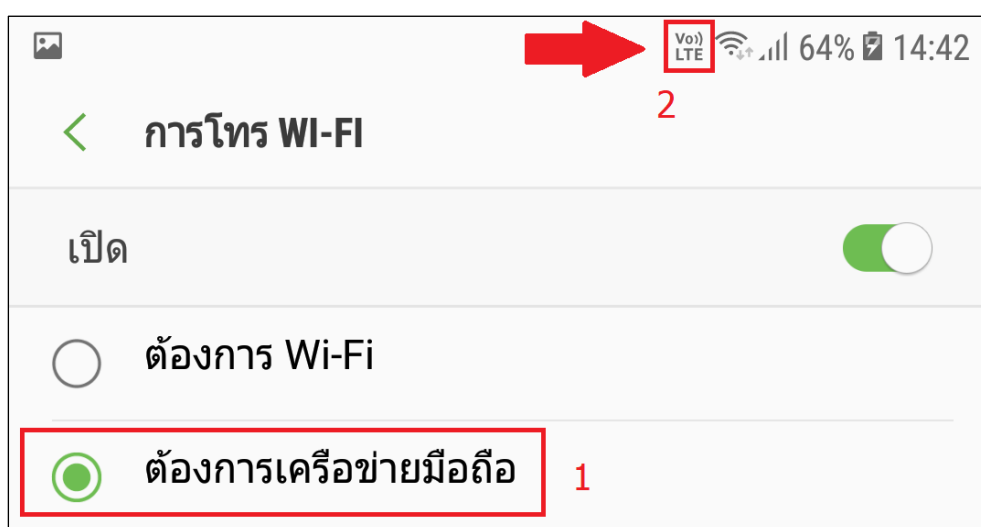 Vo)) LTE 64% 14:42
2
การโทร WI-FI
เปิด
ต้องการ Wi-Fi
ต้องการเครือข่ายมือถือ 1